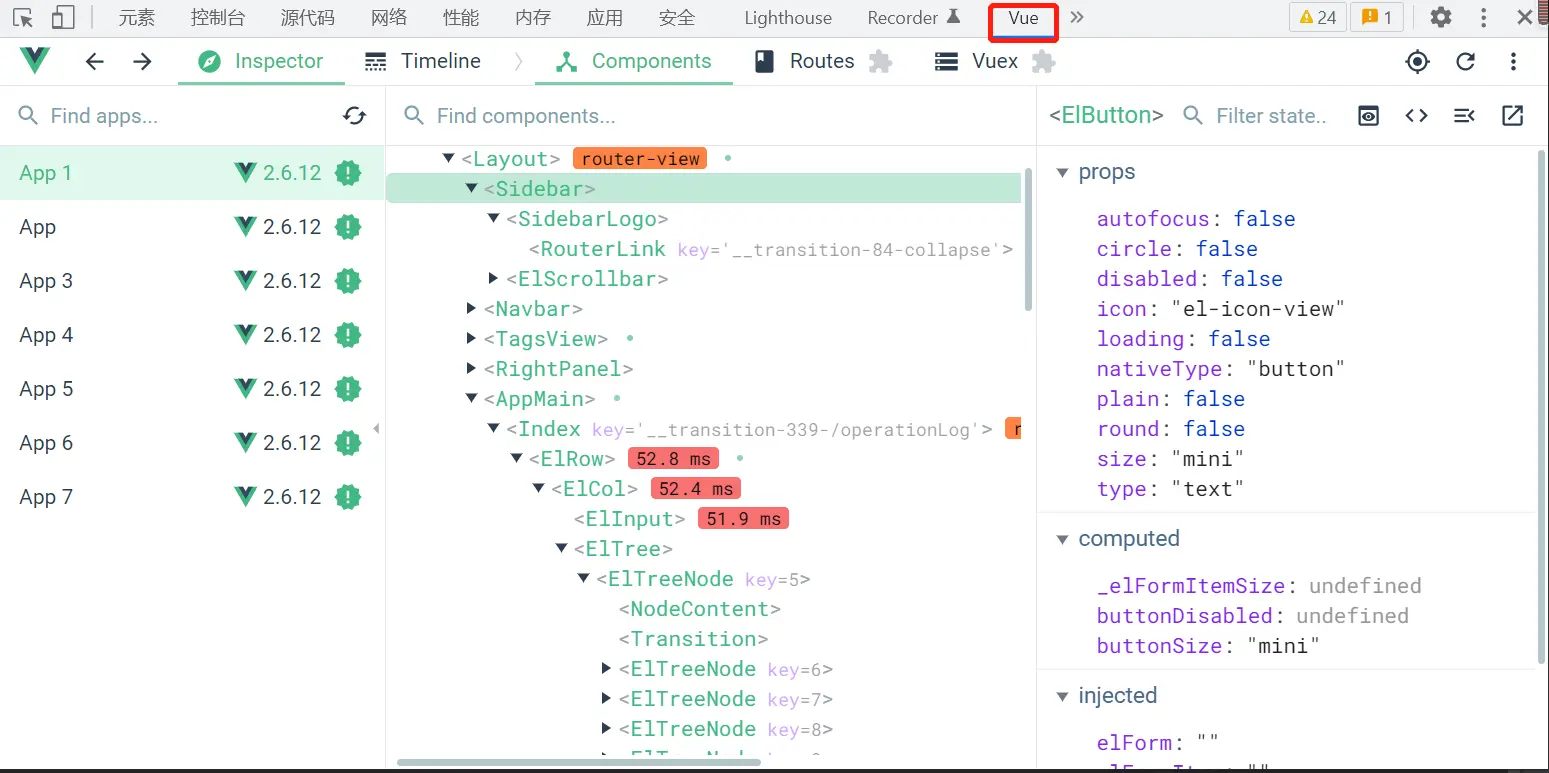 元素 控制台 源代码 网络 性能 内存 应用 安全 Lighthouse Recorder Vue 24 1
Inspector Timeline Components Routes Vuex
Find apps...
App 1 2.6.12
App 2.6.12
App 3 2.6.12
App 4 2.6.12
App 5 2.6.12
App 6 2.6.12
App 7 2.6.12
Find components...
<Layout> router-view
<Sidebar>
<SidebarLogo>
<RouterLink key='__transition-84-collapse'>
<ElScrollbar>
<Navbar>
<TagsView>
<RightPanel>
<AppMain>
<Index key='__transition-339-/operationLog'> r
<ElRow> 52.8 ms
<ElCol> 52.4 ms
<ElInput> 51.9 ms
<ElTree>
<ElTreeNode key=5>
<NodeContent>
<Transition>
<ElTreeNode key=6>
<ElTreeNode key=7>
<ElTreeNode key=8>
<ElButton> Filter state..
props
autofocus: false
circle: false
disabled: false
icon: "el-icon-view"
loading: false
nativeType: "button"
plain: false
round: false
size: "mini"
type: "text"
computed
_elFormItemSize: undefined
buttonDisabled: undefined
buttonSize: "mini"
injected
elForm: ""